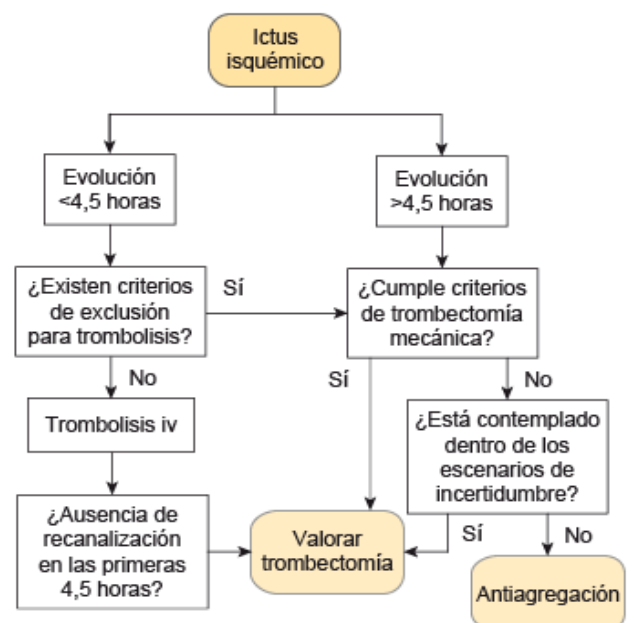 Ictus
isquémico
Evolución
<4,5 horas
Evolución
>4,5 horas
¿Existen criterios
de exclusión
para trombolisis?
Sí
¿Cumple criterios
de trombectomía
mecánica?
No
Sí
No
Trombolisis iv
¿Está contemplado
dentro de los
escenarios de
incertidumbre?
¿Ausencia de
recanalización
en las primeras
4,5 horas?
Valorar
trombectomía
Sí
No
Antiagregación